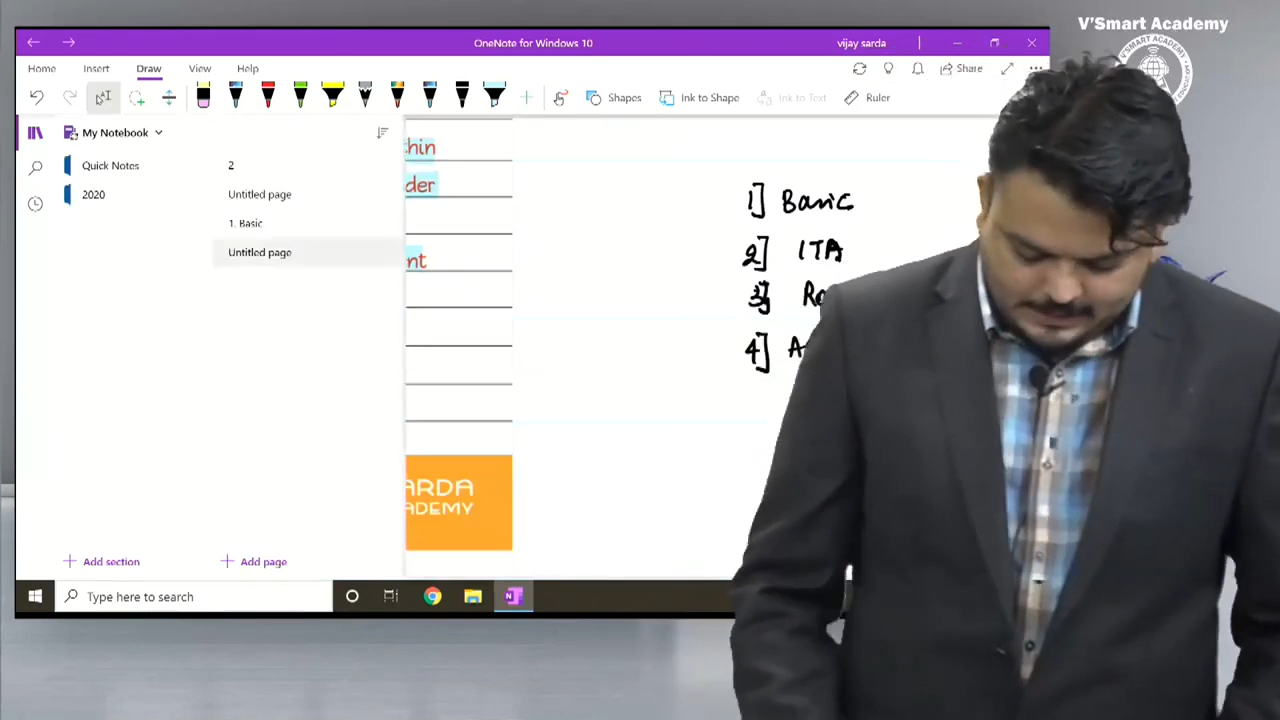 V'Smart Academy
OneNote for Windows 10
vijay sarda
Home Insert Draw View Help
Share
Shapes Ink to Shape Ink to Text Ruler
My Notebook
Quick Notes
2020
2
Untitled page
1. Basic
Untitled page
hin
der
nt
1] Basic
2] ITA
3]
4]
ARDA
ADEMY
+ Add section
+ Add page
Type here to search